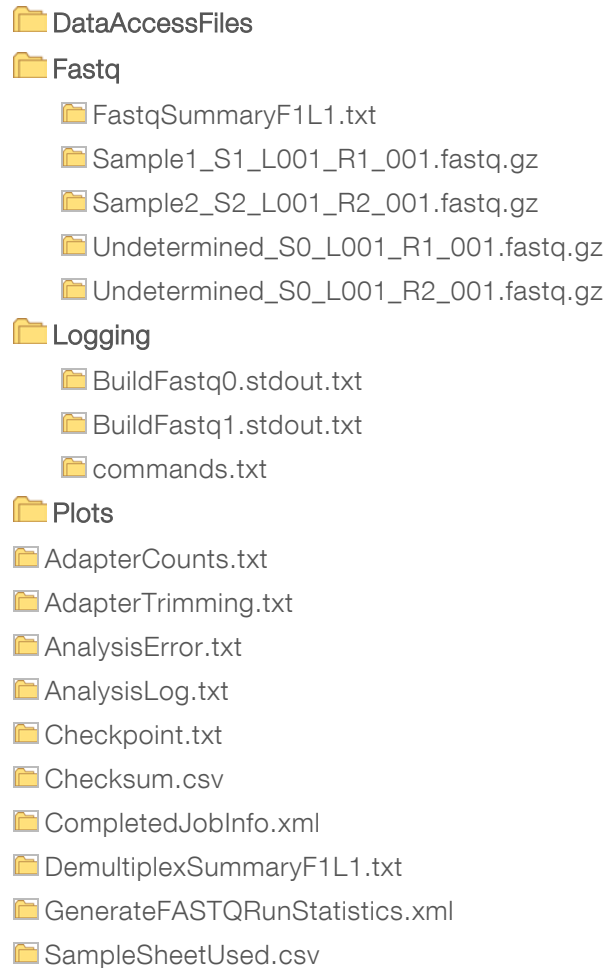 DataAccessFiles
Fastq
FastqSummaryF1L1.txt
Sample1_S1_L001_R1_001.fastq.gz
Sample2_S2_L001_R2_001.fastq.gz
Undetermined_S0_L001_R1_001.fastq.gz
Undetermined_S0_L001_R2_001.fastq.gz
Logging
BuildFastq0.stdout.txt
BuildFastq1.stdout.txt
commands.txt
Plots
AdapterCounts.txt
AdapterTrimming.txt
AnalysisError.txt
AnalysisLog.txt
Checkpoint.txt
Checksum.csv
CompletedJobInfo.xml
DemultiplexSummaryF1L1.txt
GenerateFASTQRunStatistics.xml
SampleSheetUsed.csv